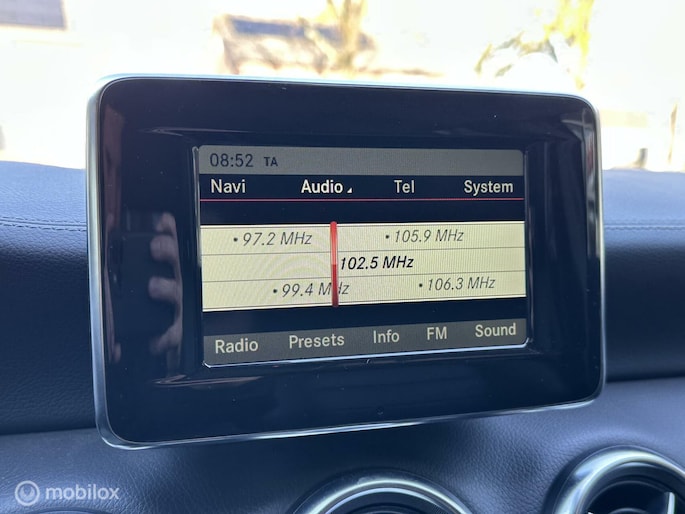 08:52 TA
Navi Audio Tel System
• 97.2 MHz • 105.9 MHz
102.5 MHz
• 99.4 MHz • 106.3 MHz
Radio Presets Info FM Sound
mobilox